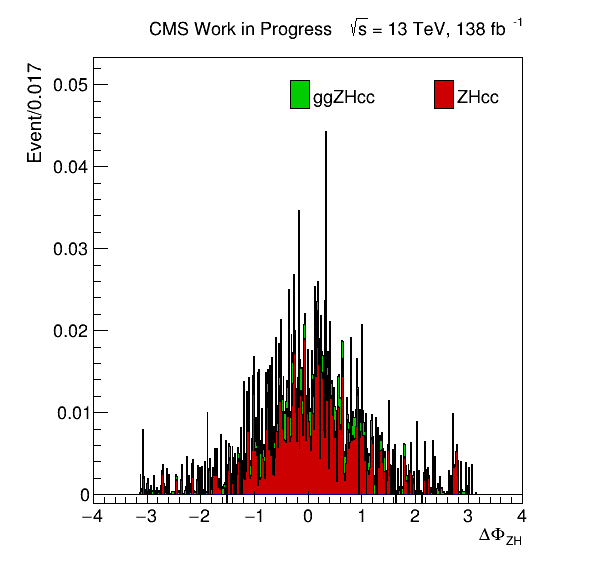 CMS Work in Progress √s = 13 TeV, 138 fb⁻¹
Event/0.017
ggZHcc ZHcc
0.05
0.04
0.03
0.02
0.01
0
−4 −3 −2 −1 0 1 2 3 4
ΔΦ_ZH